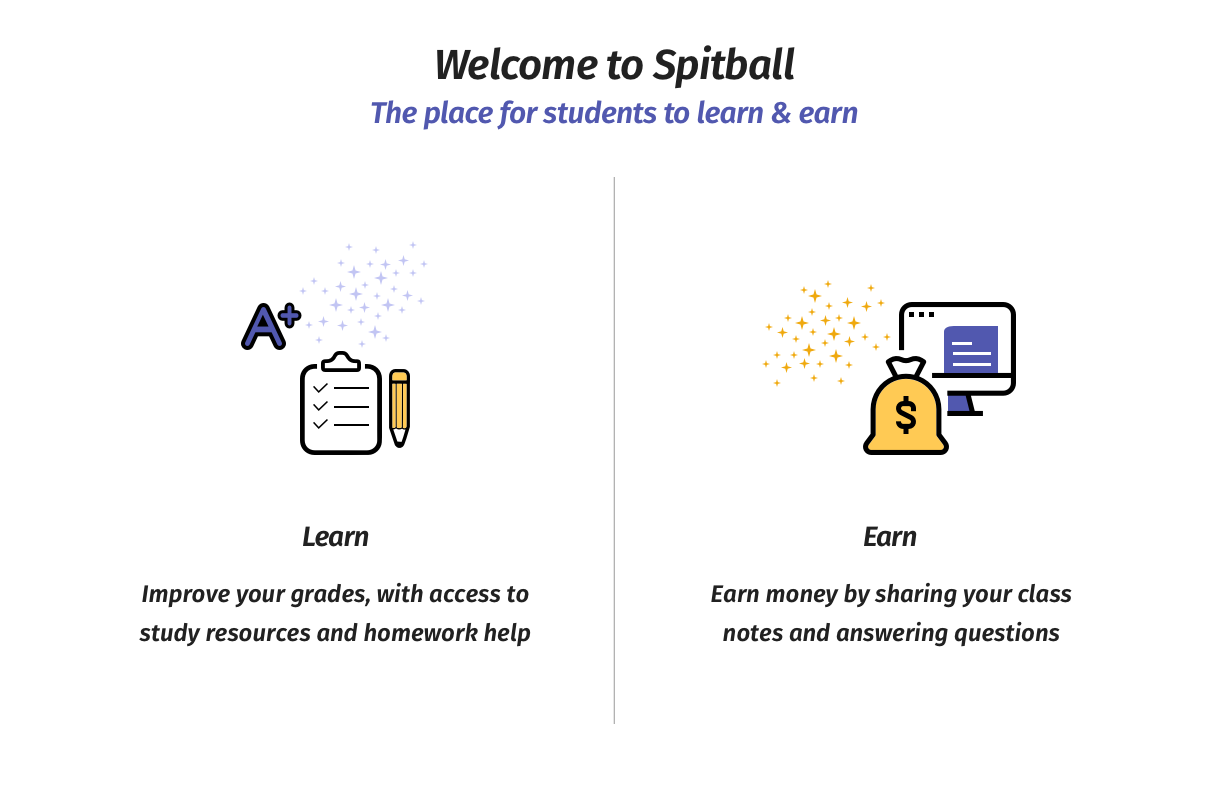 Welcome to Spitball
The place for students to learn & earn
A+
$
Learn
Improve your grades, with access to
study resources and homework help
Earn
Earn money by sharing your class
notes and answering questions